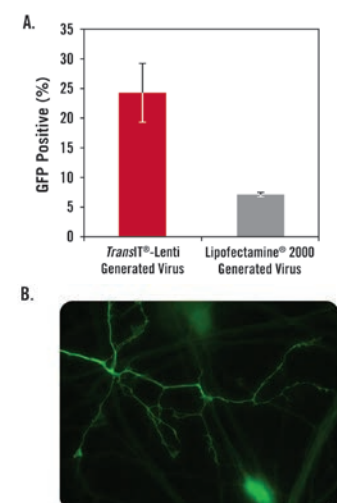 A.
35
30
25
20
15
10
5
0
GFP Positive (%)
TransIT®-Lenti
Generated Virus
Lipofectamine® 2000
Generated Virus
B.